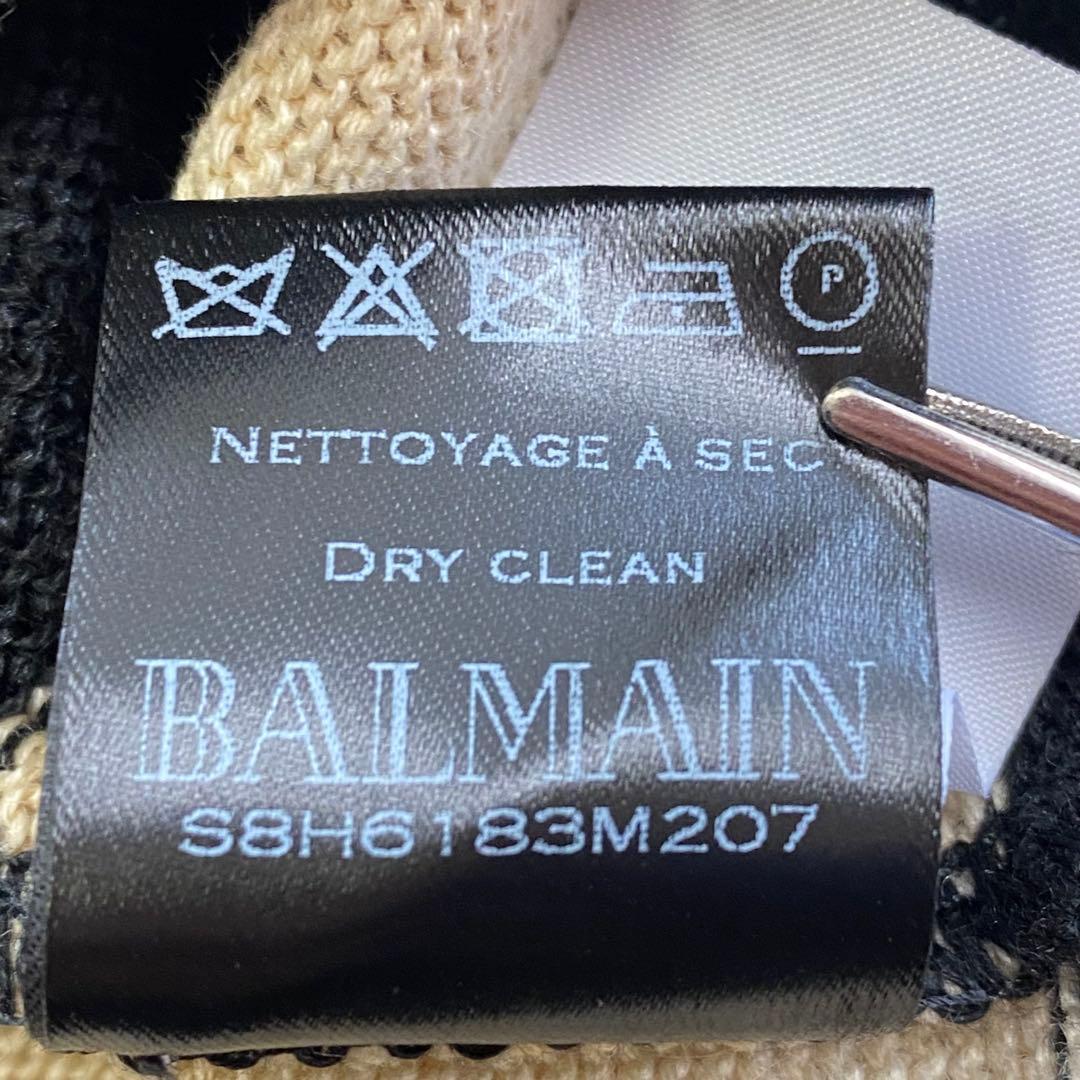 P
NETTOYAGE À SEC
DRY CLEAN
BALMAIN
S8H6183M207